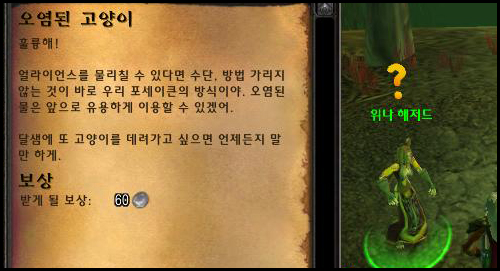 오염된 고양이
훌륭해!
얼라이언스를 물리칠 수 있다면 수단, 방법 가리지
않는 것이 바로 우리 포세이큰의 방식이야. 오염된
물은 앞으로 유용하게 이용할 수 있겠어.
달샘에 또 고양이를 데려가고 싶으면 언제든지 말
만 하게.
보상
받게 될 보상: 60
?
위나 해저드